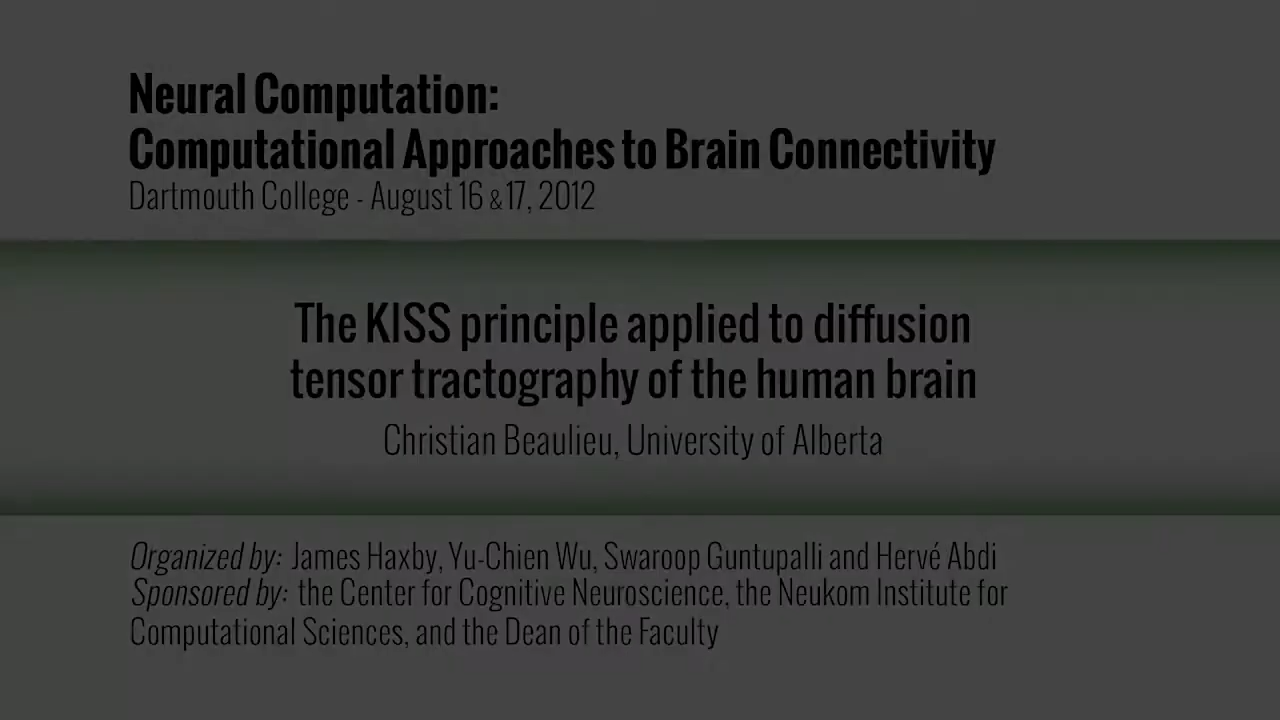 Neural Computation:
Computational Approaches to Brain Connectivity
Dartmouth College - August 16 & 17, 2012
The KISS principle applied to diffusion
tensor tractography of the human brain
Christian Beaulieu, University of Alberta
Organized by: James Haxby, Yu-Chien Wu, Swaroop Guntupalli and Hervé Abdi
Sponsored by: the Center for Cognitive Neuroscience, the Neukom Institute for
Computational Sciences, and the Dean of the Faculty